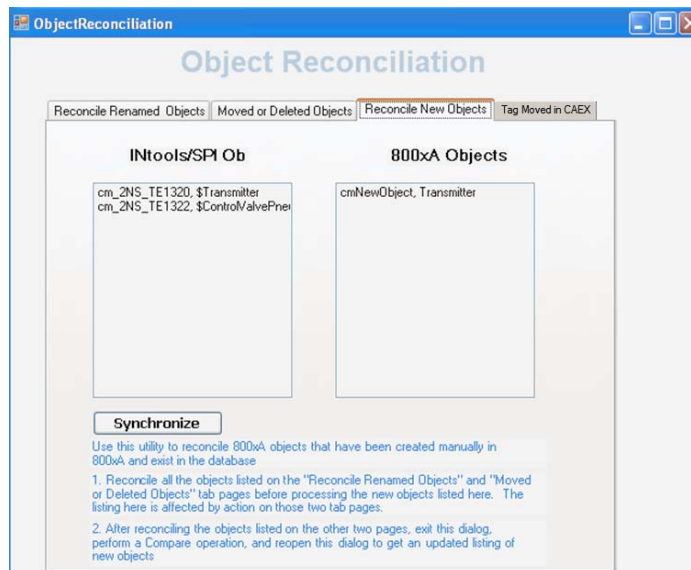 ObjectReconciliation
Object Reconciliation
Reconcile Renamed Objects
Moved or Deleted Objects
Reconcile New Objects
Tag Moved in CAEX
INtools/SPI Ob
800xA Objects
cm_2NS_TE1320, $Transmitter
cm_2NS_TE1322, $ControlValvePneu
cmNewObject, Transmitter
Synchronize
Use this utility to reconcile 800xA objects that have been created manually in
800xA and exist in the database
1. Reconcile all the objects listed on the "Reconcile Renamed Objects" and "Moved
or Deleted Objects" tab pages before processing the new objects listed here. The
listing here is affected by action on those two tab pages.
2. After reconciling the objects listed on the other two pages, exit this dialog,
perform a Compare operation, and reopen this dialog to get an updated listing of
new objects